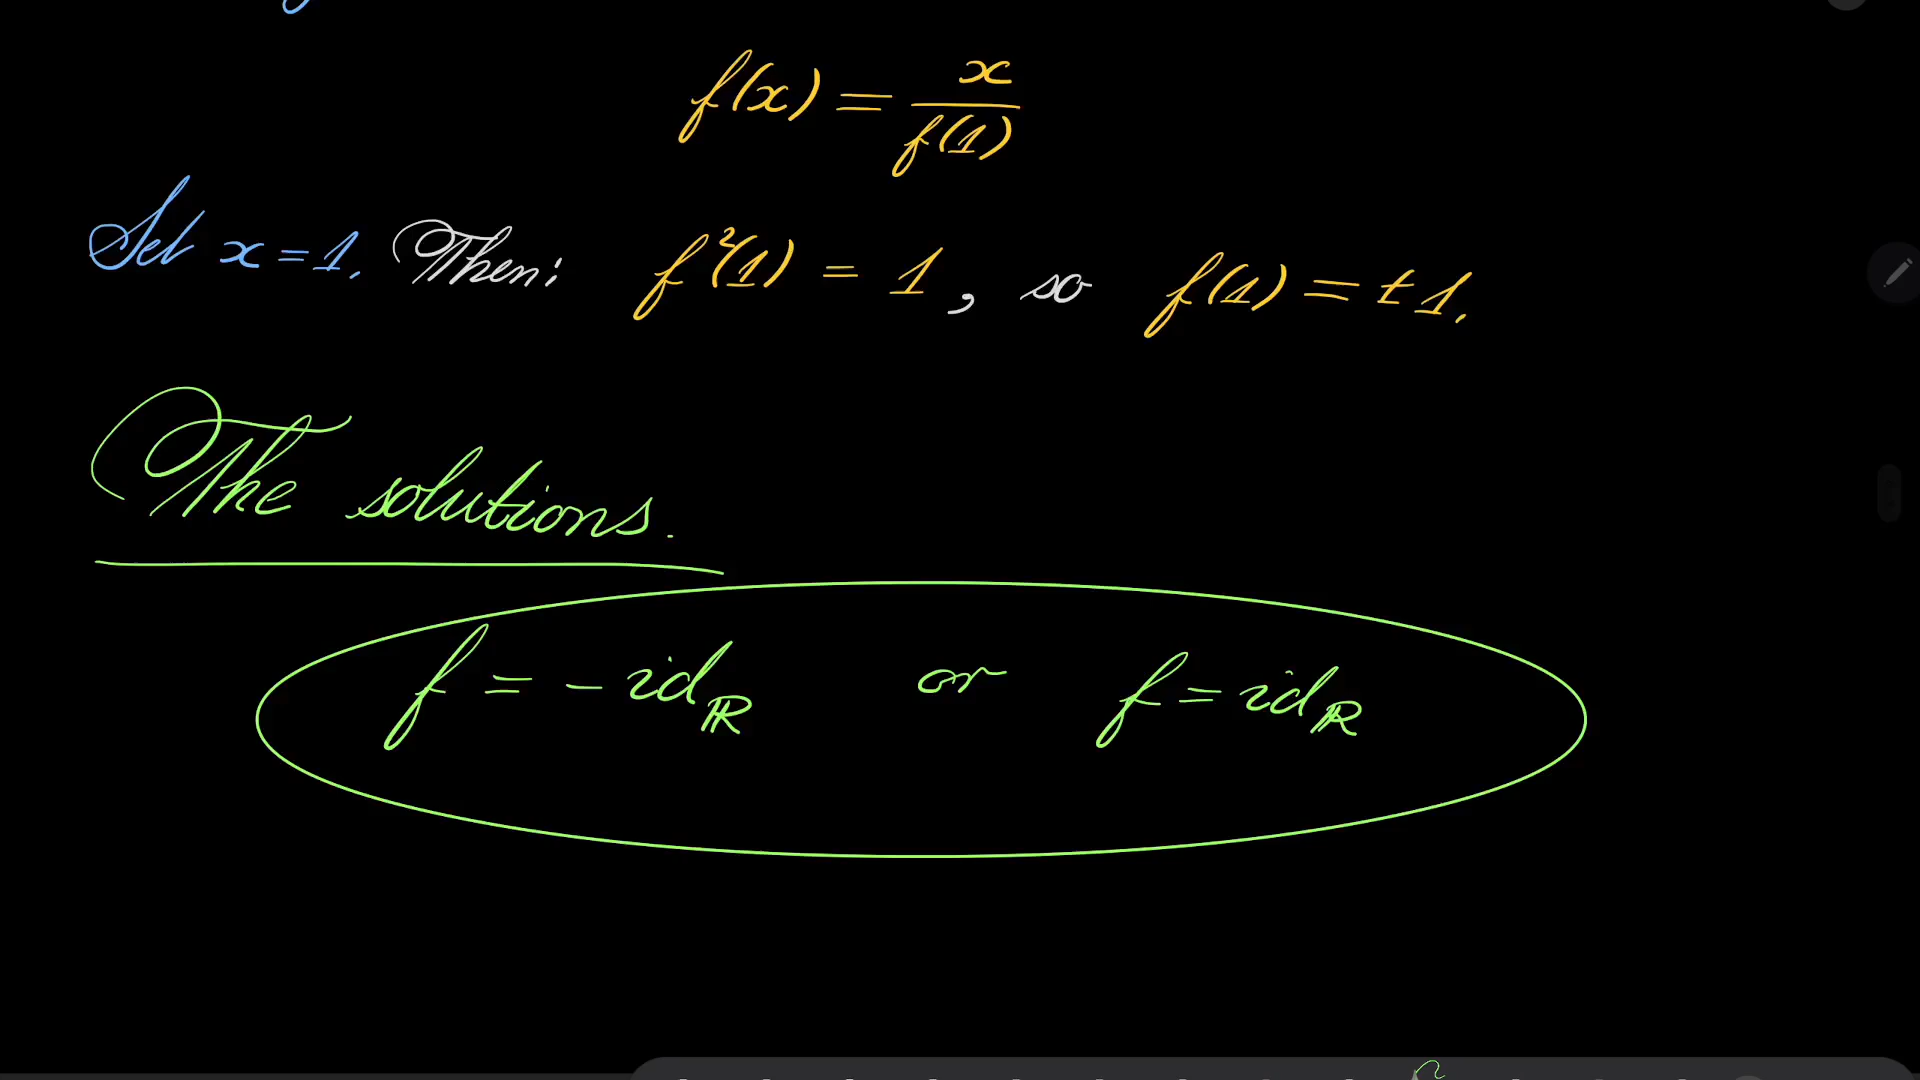 f(x) = x/f(1)
Set x = 1. Then: f²(1) = 1, so f(1) = ±1.
The solutions.
f = -id_ℝ or f = id_ℝ